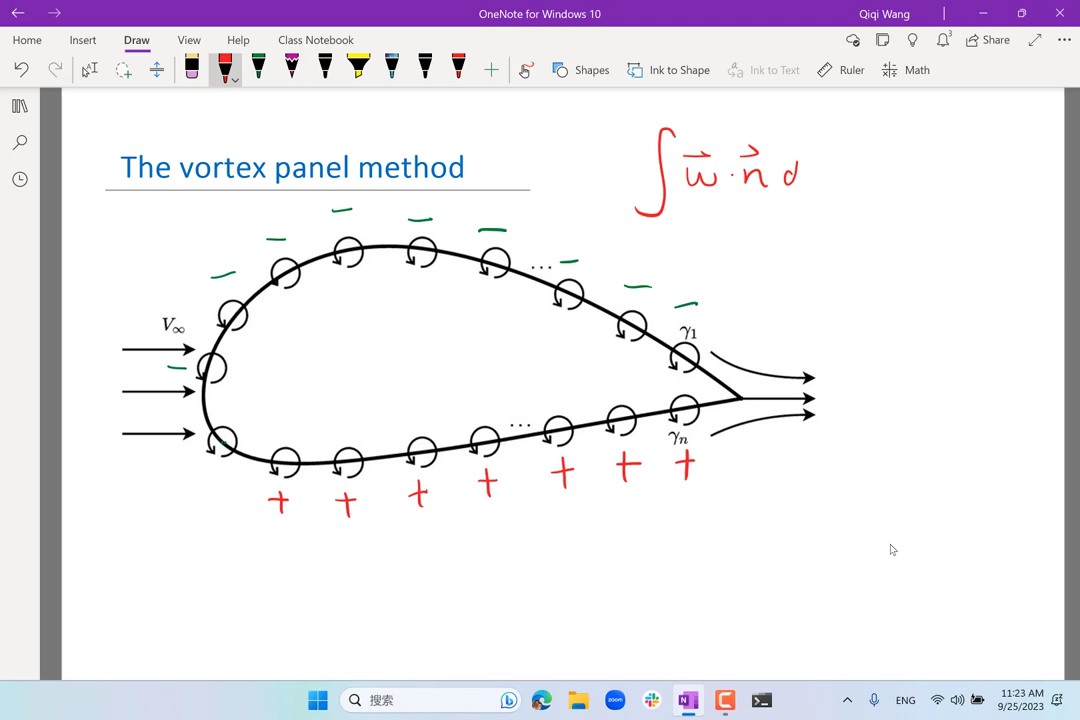 OneNote for Windows 10
Qiqi Wang
Home Insert Draw View Help Class Notebook
Share
Shapes Ink to Shape Ink to Text Ruler Math
The vortex panel method
∫ w⃗ · n⃗ d
− − − − − − − − −
...
V∞
γ1
...
γn
+ + + + + + + +
搜索
zoom
ENG
11:23 AM
9/25/2023